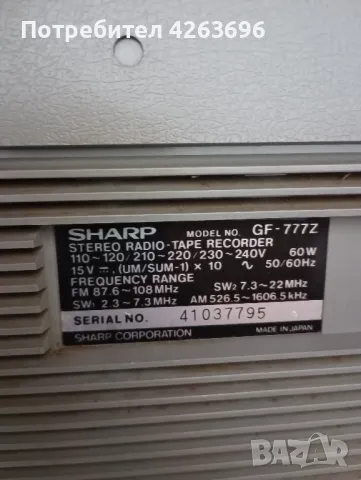 Потребител 4263696
SHARP MODEL NO. GF-777Z
STEREO RADIO-TAPE RECORDER
110~120/210~220/230~240V 60W
15V ⎓ (UM/SUM-1) × 10 ∿ 50/60Hz
FREQUENCY RANGE
FM 87.6~108MHz SW₂ 7.3~22MHz
SW₁ 2.3~7.3MHz AM 526.5~1606.5kHz
SERIAL NO. 41037795
SHARP CORPORATION MADE IN JAPAN
BAZAR